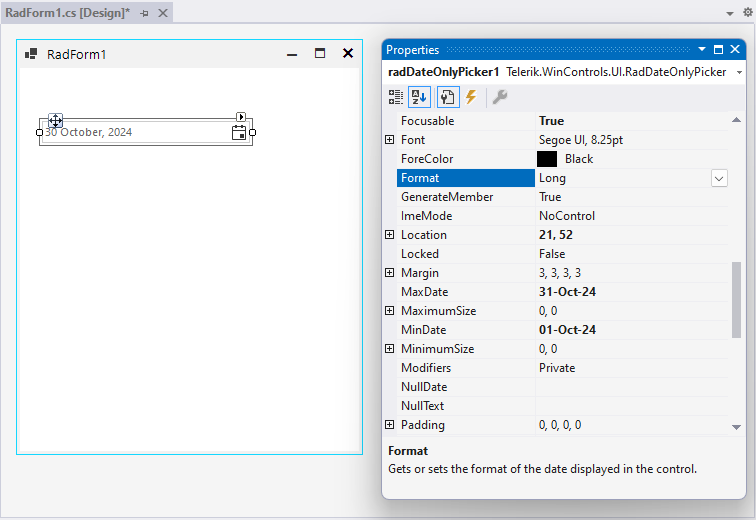 RadForm1.cs [Design]*
RadForm1
30 October, 2024
Properties
radDateOnlyPicker1 Telerik.WinControls.UI.RadDateOnlyPicker
Focusable True
Font Segoe UI, 8.25pt
ForeColor Black
Format Long
GenerateMember True
ImeMode NoControl
Location 21, 52
Locked False
Margin 3, 3, 3, 3
MaxDate 31-Oct-24
MaximumSize 0, 0
MinDate 01-Oct-24
MinimumSize 0, 0
Modifiers Private
NullDate
NullText
Padding 0, 0, 0, 0
Format
Gets or sets the format of the date displayed in the control.